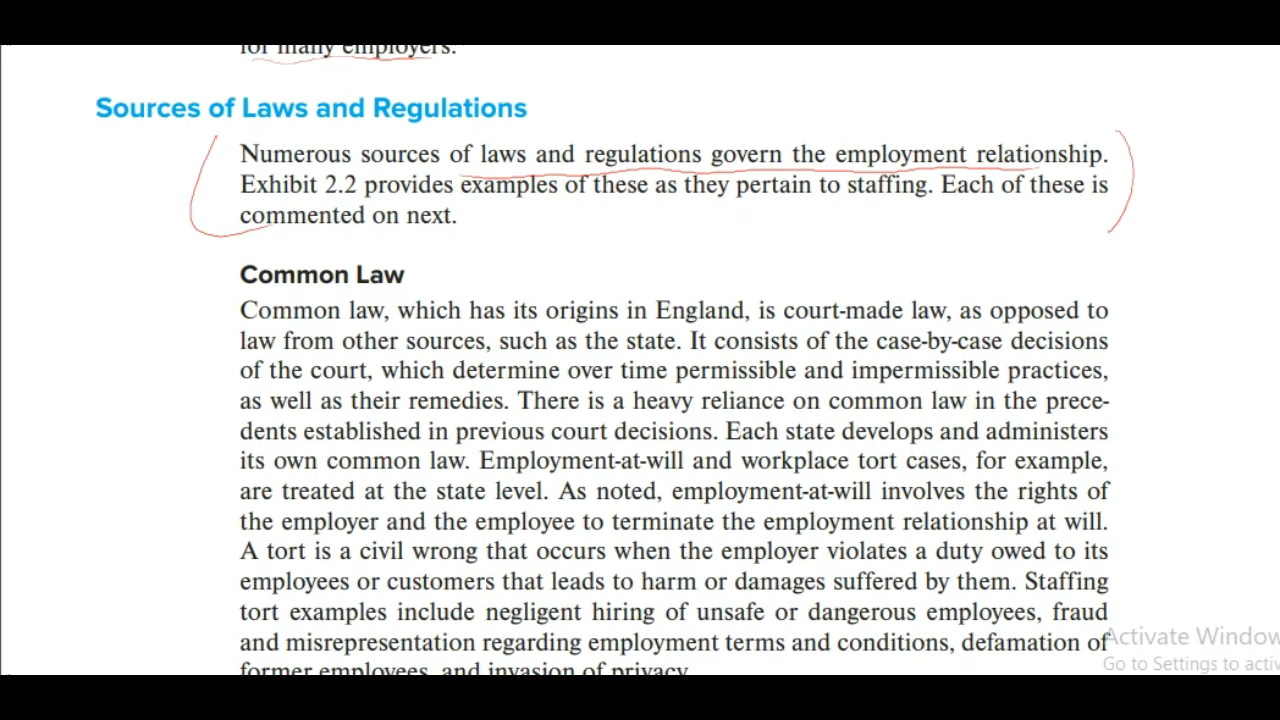 for many employers.
Sources of Laws and Regulations
Numerous sources of laws and regulations govern the employment relationship.
Exhibit 2.2 provides examples of these as they pertain to staffing. Each of these is
commented on next.
Common Law
Common law, which has its origins in England, is court-made law, as opposed to
law from other sources, such as the state. It consists of the case-by-case decisions
of the court, which determine over time permissible and impermissible practices,
as well as their remedies. There is a heavy reliance on common law in the prece-
dents established in previous court decisions. Each state develops and administers
its own common law. Employment-at-will and workplace tort cases, for example,
are treated at the state level. As noted, employment-at-will involves the rights of
the employer and the employee to terminate the employment relationship at will.
A tort is a civil wrong that occurs when the employer violates a duty owed to its
employees or customers that leads to harm or damages suffered by them. Staffing
tort examples include negligent hiring of unsafe or dangerous employees, fraud
and misrepresentation regarding employment terms and conditions, defamation of
former employees, and invasion of privacy.
Activate Window
Go to Settings to activ